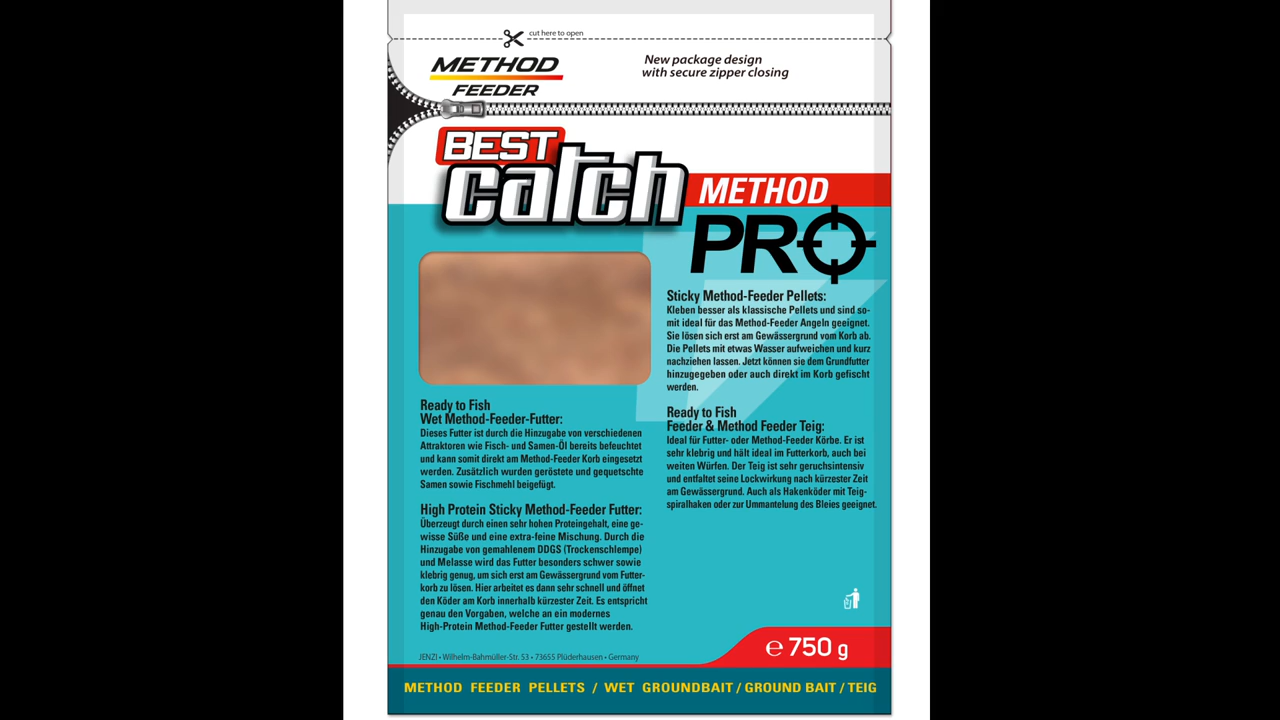 cut here to open
METHOD
FEEDER
New package design
with secure zipper closing
BEST
catch
METHOD
PRO
Ready to Fish
Wet Method-Feeder-Futter:
Dieses Futter ist durch die Hinzugabe von verschiedenen
Attraktoren wie Fisch- und Samen-Öl bereits befeuchtet
und kann somit direkt am Method-Feeder Korb eingesetzt
werden. Zusätzlich wurden geröstete und gequetschte
Samen sowie Fischmehl beigefügt.
High Protein Sticky Method-Feeder Futter:
Überzeugt durch einen sehr hohen Proteingehalt, eine ge-
wisse Süße und eine extra-feine Mischung. Durch die
Hinzugabe von gemahlenem DDGS (Trockenschlempe)
und Melasse wird das Futter besonders schwer sowie
klebrig genug, um sich erst am Gewässergrund vom Futter-
korb zu lösen. Hier arbeitet es dann sehr schnell und öffnet
den Köder am Korb innerhalb kürzester Zeit. Es entspricht
genau den Vorgaben, welche an ein modernes
High-Protein Method-Feeder Futter gestellt werden.
Sticky Method-Feeder Pellets:
Kleben besser als klassische Pellets und sind so-
mit ideal für das Method-Feeder Angeln geeignet.
Sie lösen sich erst am Gewässergrund vom Korb ab.
Die Pellets mit etwas Wasser aufweichen und kurz
nachziehen lassen. Jetzt können sie dem Grundfutter
hinzugegeben oder auch direkt im Korb gefischt
werden.
Ready to Fish
Feeder & Method Feeder Teig:
Ideal für Futter- oder Method-Feeder Körbe. Er ist
sehr klebrig und hält ideal im Futterkorb, auch bei
weiten Würfen. Der Teig ist sehr geruchsintensiv
und entfaltet seine Lockwirkung nach kürzester Zeit
am Gewässergrund. Auch als Hakenköder mit Teig-
spiralhaken oder zur Ummantelung des Bleies geeignet.
JENZI • Wilhelm-Bahmüller-Str. 53 • 73655 Plüderhausen • Germany
℮ 750 g
METHOD FEEDER PELLETS / WET GROUNDBAIT / GROUND BAIT / TEIG